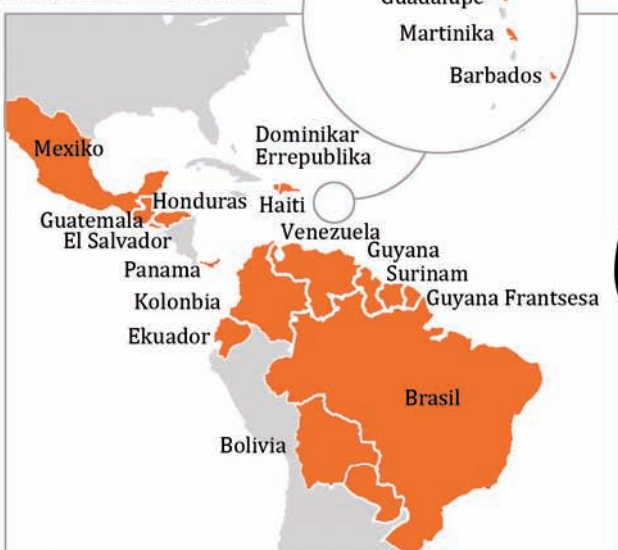 Martinika
Barbados
Dominikar
Errepublika
Mexiko
Honduras
Haiti
Guatemala
Venezuela
El Salvador
Guyana
Panama
Surinam
Kolonbia
Guyana Frantsesa
Ekuador
Brasil
Bolivia